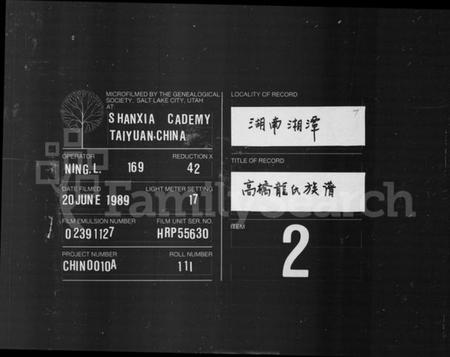 MICROFILMED BY THE GENEALOGICAL
SOCIETY, SALT LAKE CITY, UTAH
AT
SHANXIA CADEMY
TAIYUAN.CHINA
OPERATOR
REDUCTION X
NING.L. 169 42
DATE FILMED
LIGHT METER SETTING
20JUNE 1989 17
FILM EMULSION NUMBER
FILM UNIT SER. NO.
02391127 HRP55630
PROJECT NUMBER
ROLL NUMBER
CHIN0010A 111
LOCALITY OF RECORD
湖南湘潭
TITLE OF RECORD
高橋龍氏族谱
ITEM
2
FamilySearch